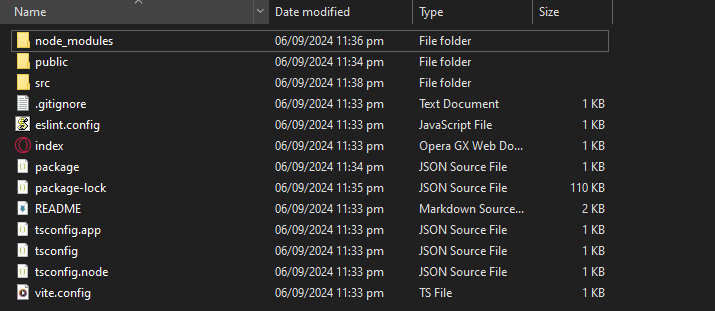 Name Date modified Type Size
node_modules 06/09/2024 11:36 pm File folder
public 06/09/2024 11:34 pm File folder
src 06/09/2024 11:38 pm File folder
.gitignore 06/09/2024 11:33 pm Text Document 1 KB
eslint.config 06/09/2024 11:33 pm JavaScript File 1 KB
index 06/09/2024 11:33 pm Opera GX Web Do... 1 KB
package 06/09/2024 11:34 pm JSON Source File 1 KB
package-lock 06/09/2024 11:35 pm JSON Source File 110 KB
README 06/09/2024 11:33 pm Markdown Source... 2 KB
tsconfig.app 06/09/2024 11:33 pm JSON Source File 1 KB
tsconfig 06/09/2024 11:33 pm JSON Source File 1 KB
tsconfig.node 06/09/2024 11:33 pm JSON Source File 1 KB
vite.config 06/09/2024 11:33 pm TS File 1 KB